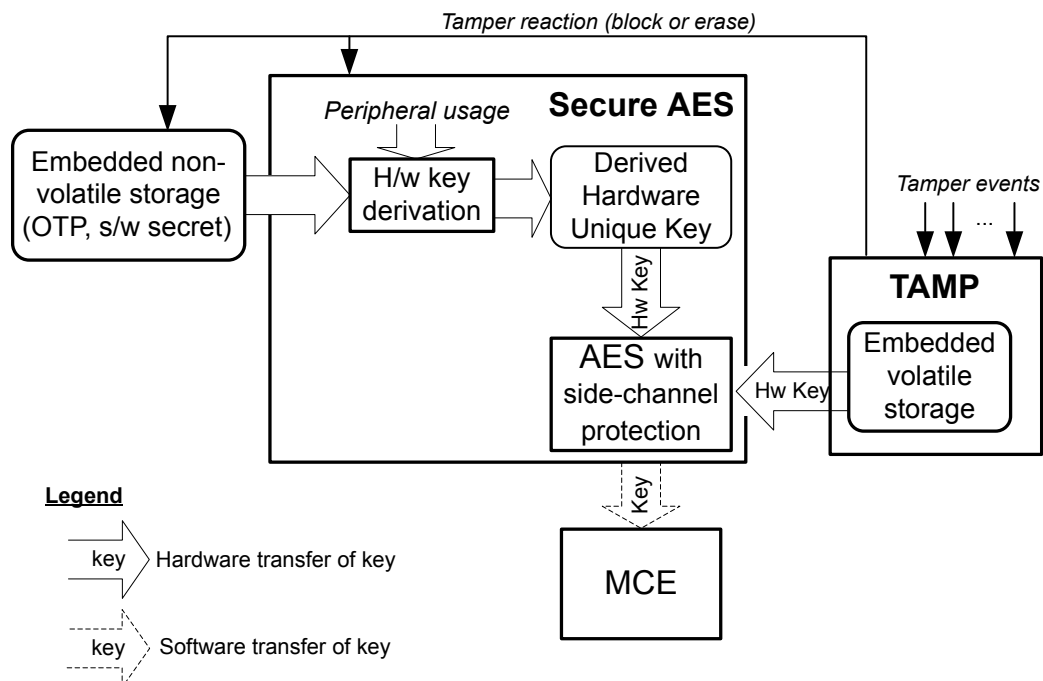 Tamper reaction (block or erase)
Secure AES
Peripheral usage
Embedded non-
volatile storage
(OTP, s/w secret)
H/w key
derivation
Derived
Hardware
Unique Key
Hw Key
AES with
side-channel
protection
Tamper events
...
TAMP
Embedded
volatile
storage
Hw Key
Key
MCE
Legend
key
Hardware transfer of key
key
Software transfer of key